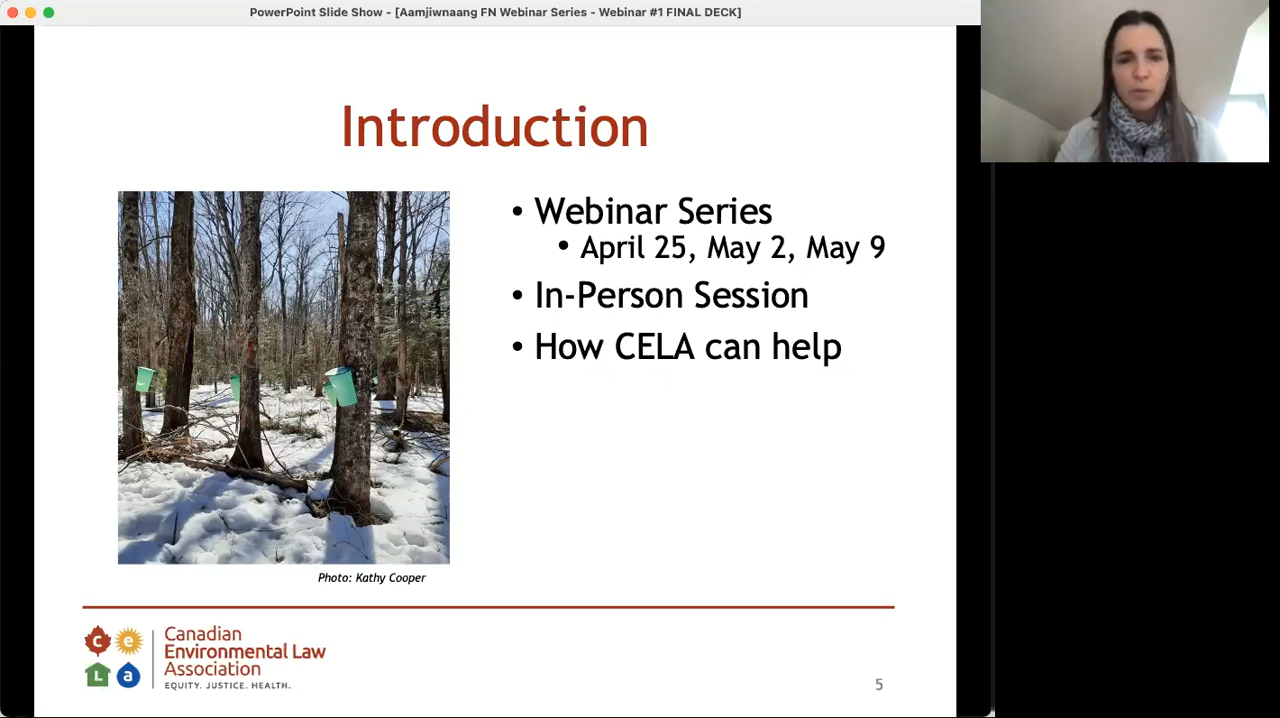 PowerPoint Slide Show - [Aamjiwnaang FN Webinar Series - Webinar #1 FINAL DECK]
Introduction
• Webinar Series
• April 25, May 2, May 9
• In-Person Session
• How CELA can help
Photo: Kathy Cooper
c e
L a
Canadian
Environmental Law
Association
EQUITY. JUSTICE. HEALTH.
5